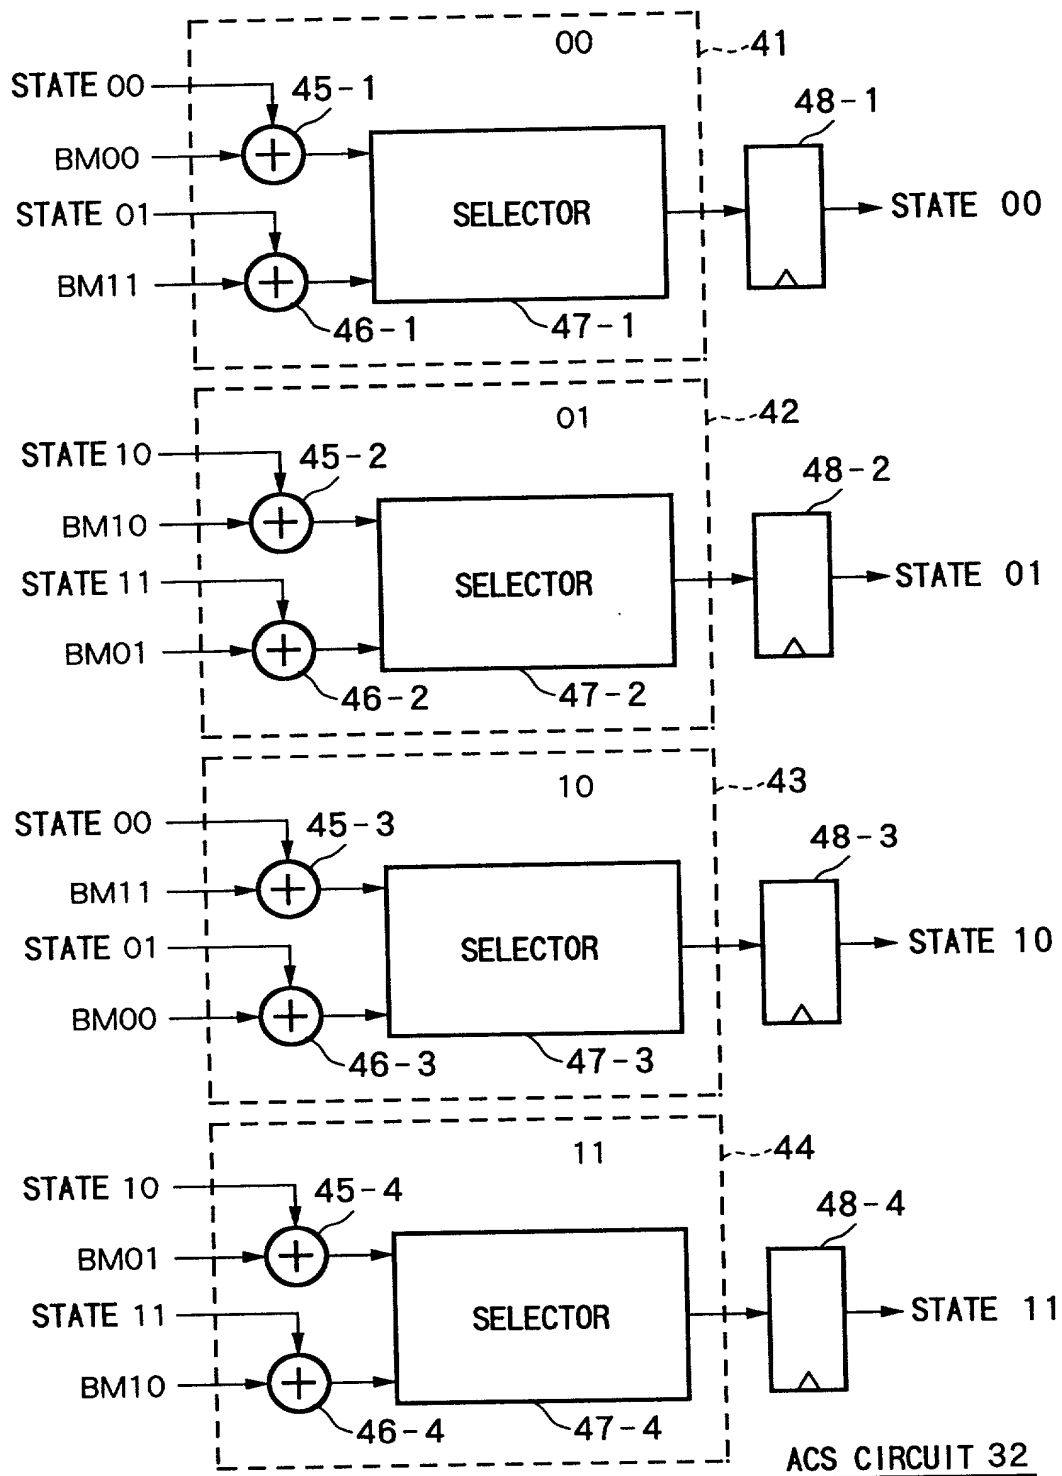 00
41
STATE 00
45-1
48-1
BM00
STATE 01
SELECTOR
STATE 00
BM11
46-1
47-1
01
42
STATE 10
45-2
48-2
BM10
STATE 11
SELECTOR
STATE 01
BM01
46-2
47-2
10
43
STATE 00
45-3
48-3
BM11
STATE 01
SELECTOR
STATE 10
BM00
46-3
47-3
11
44
STATE 10
45-4
48-4
BM01
STATE 11
SELECTOR
STATE 11
BM10
46-4
47-4
ACS CIRCUIT 32